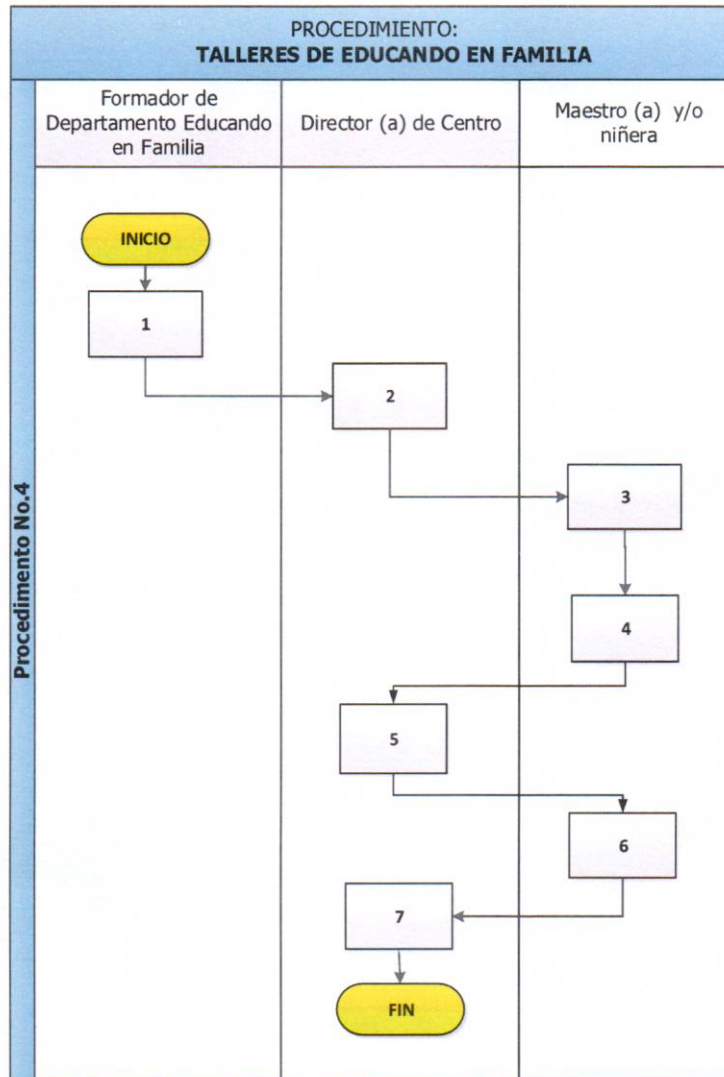 PROCEDIMIENTO:
TALLERES DE EDUCANDO EN FAMILIA
Procedimento No.4
Formador de
Departamento Educando
en Familia
Director (a) de Centro
Maestro (a) y/o
niñera
INICIO
1
2
3
4
5
6
7
FIN